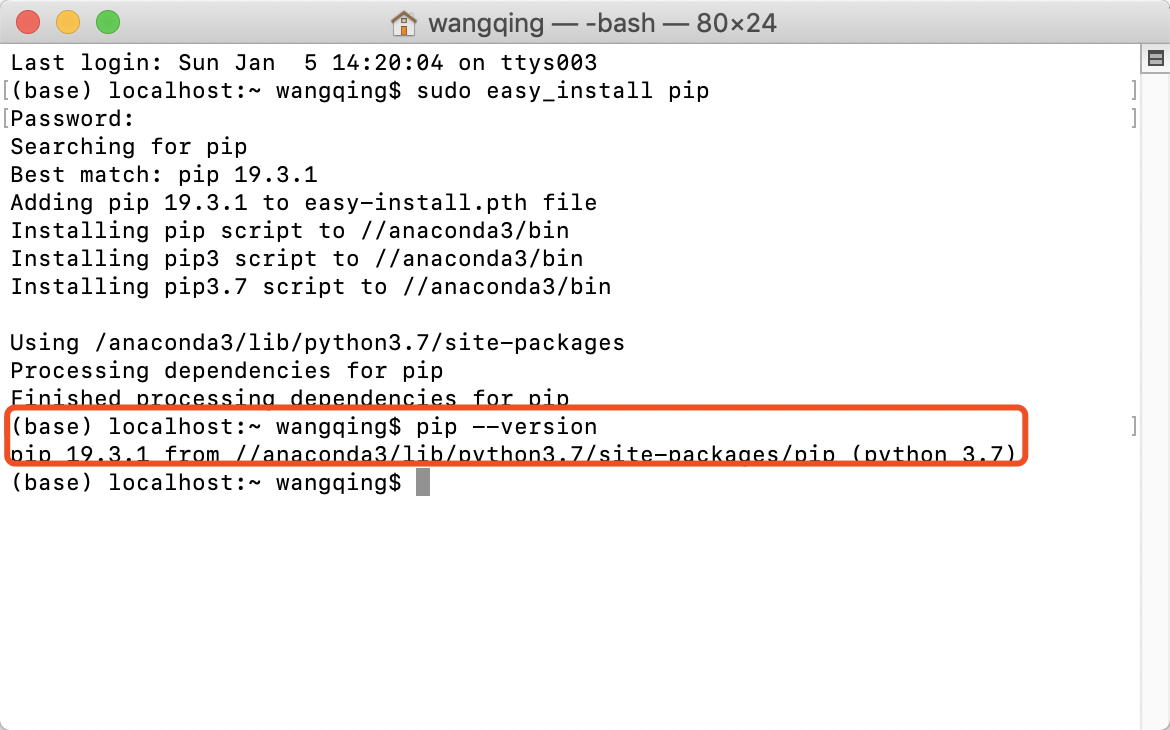 wangqing — -bash — 80×24
Last login: Sun Jan  5 14:20:04 on ttys003
[(base) localhost:~ wangqing$ sudo easy_install pip ]
[Password: ]
Searching for pip
Best match: pip 19.3.1
Adding pip 19.3.1 to easy-install.pth file
Installing pip script to //anaconda3/bin
Installing pip3 script to //anaconda3/bin
Installing pip3.7 script to //anaconda3/bin
Using /anaconda3/lib/python3.7/site-packages
Processing dependencies for pip
Finished processing dependencies for pip
(base) localhost:~ wangqing$ pip --version ]
pip 19.3.1 from //anaconda3/lib/python3.7/site-packages/pip (python 3.7)
(base) localhost:~ wangqing$